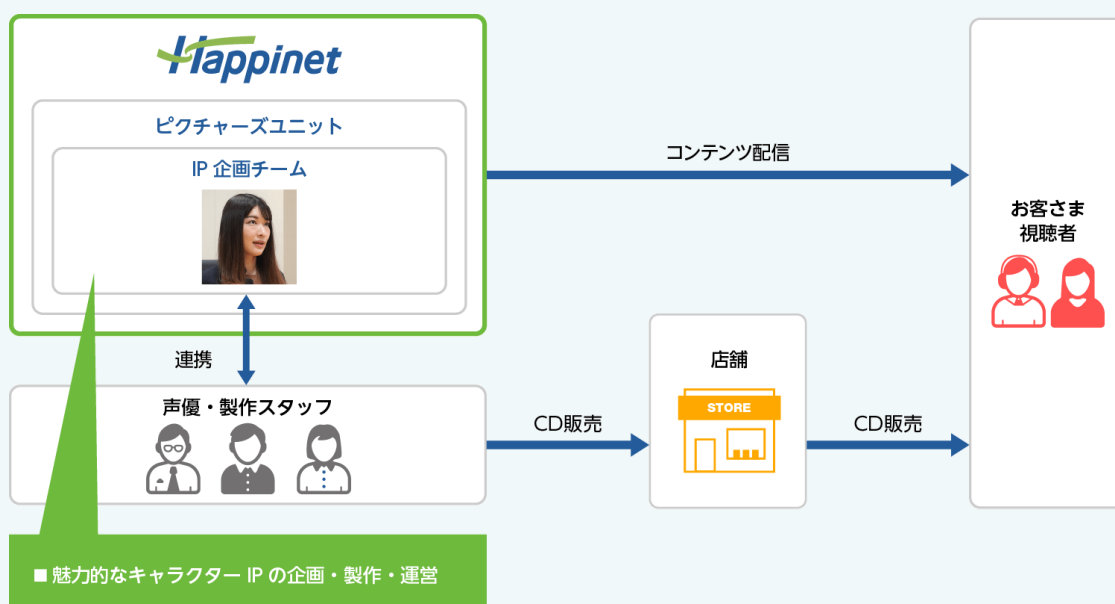 Happinet
ピクチャーズユニット
IP 企画チーム
コンテンツ配信
お客さま
視聴者
連携
声優・製作スタッフ
CD販売
店舗
STORE
CD販売
■ 魅力的なキャラクター IP の企画・製作・運営